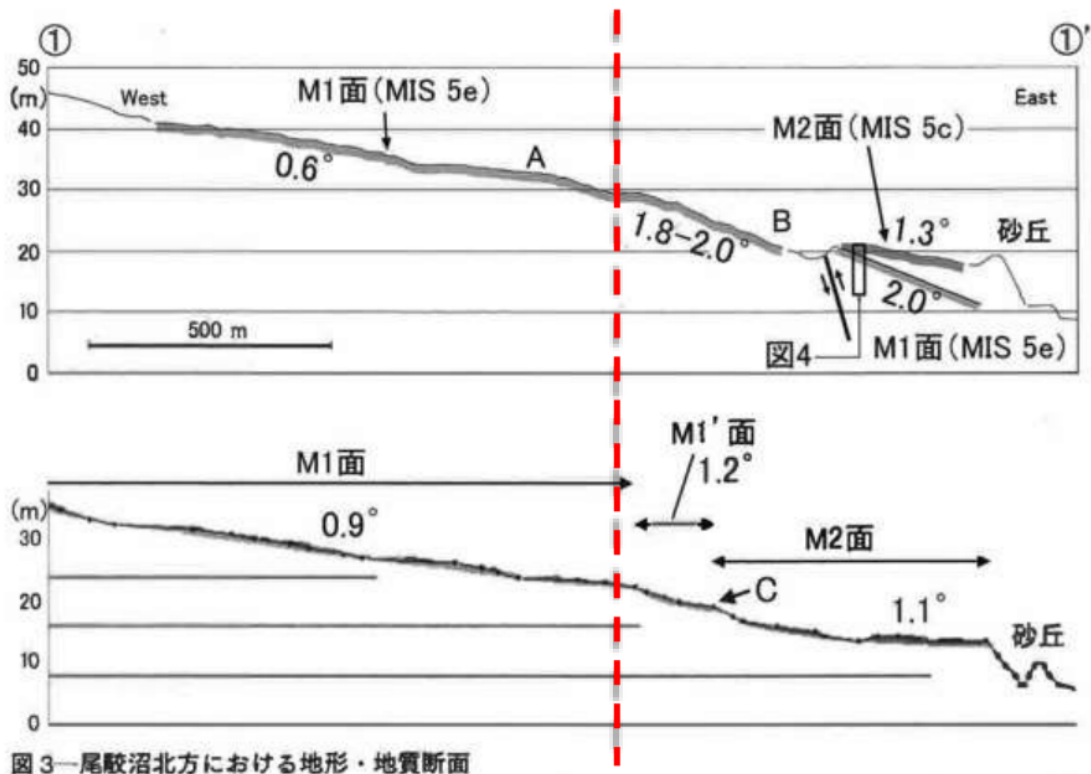 ① ①’
50
(m) West M1面(MIS 5e) East
40 M2面(MIS 5c)
0.6° A
30
1.8-2.0° B 1.3° 砂丘
20
2.0°
10 500 m
図4 M1面(MIS 5e)
0
M1’面
M1面 1.2°
(m)
30 0.9° M2面
C
20 1.1°
砂丘
10
0
図3—尾駮沼北方における地形・地質断面